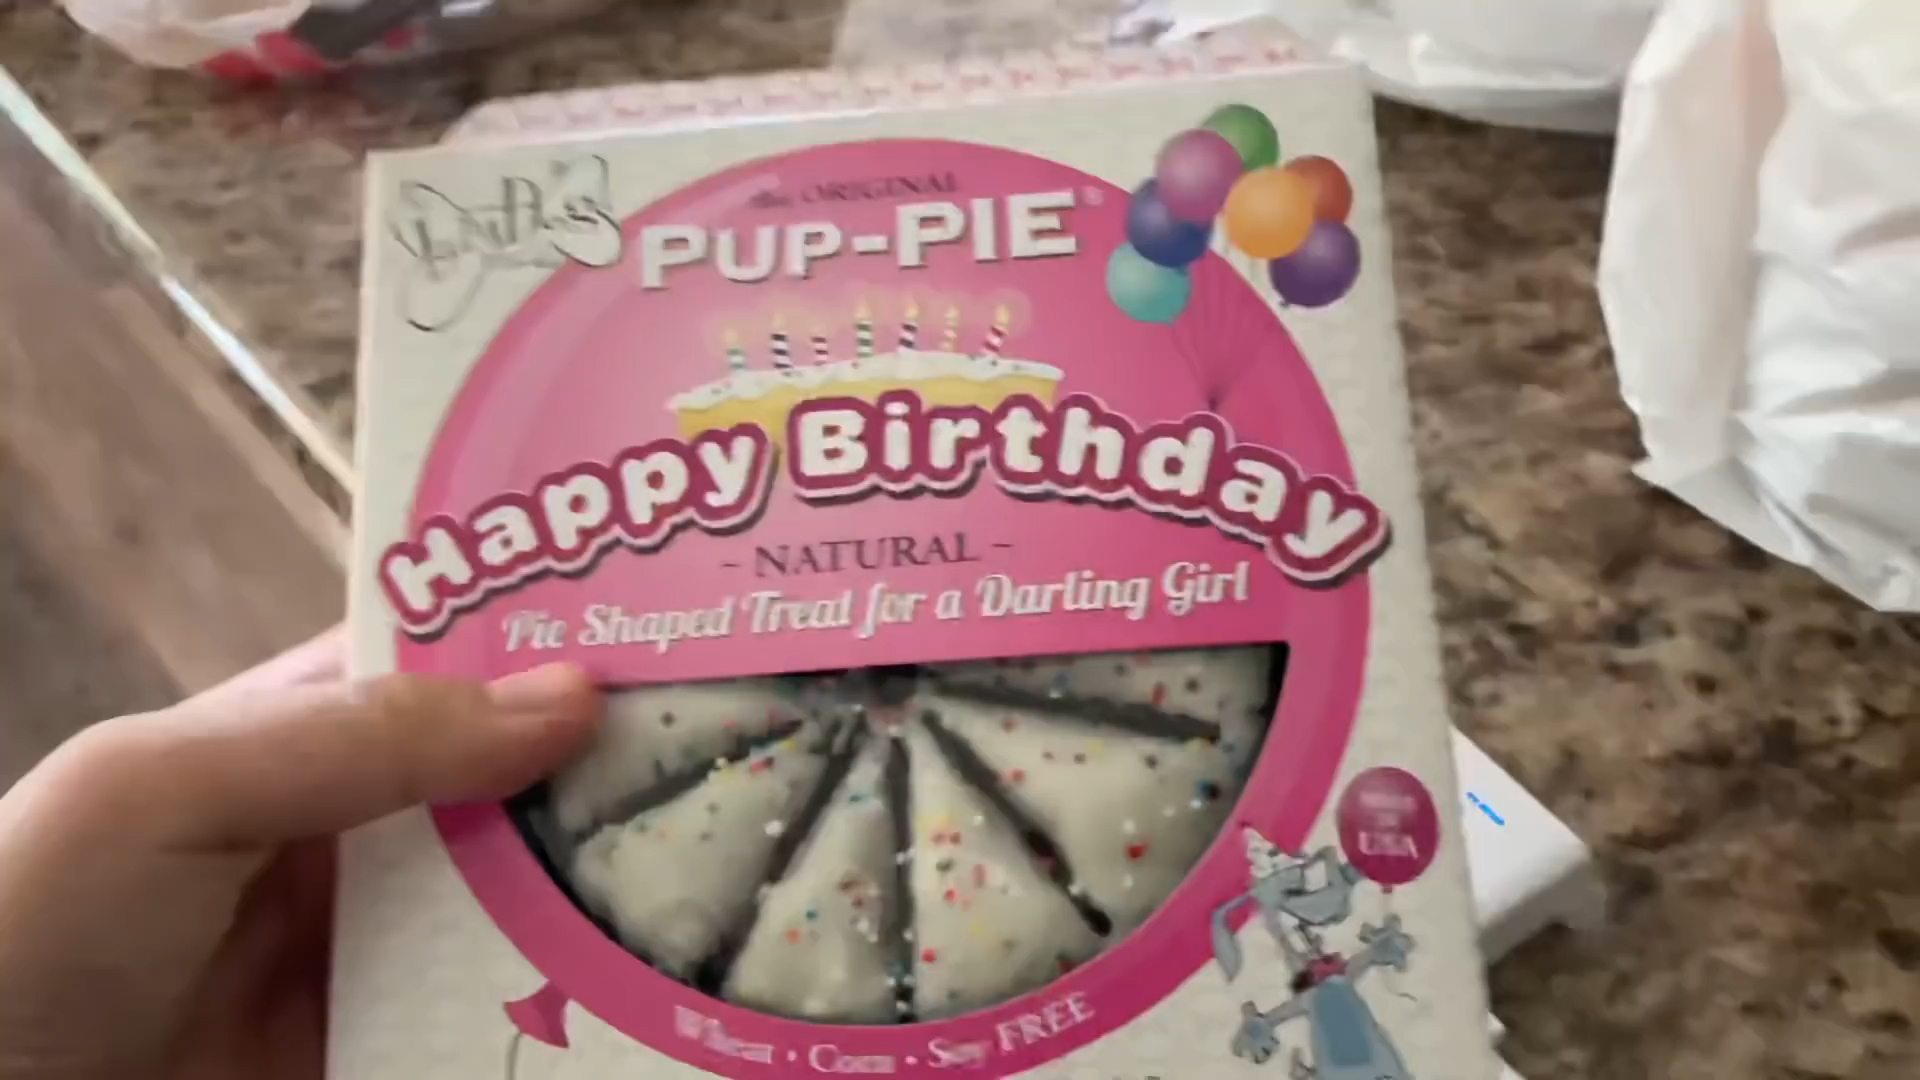 the ORIGINAL
PUP-PIE®
Happy Birthday
~ NATURAL ~
Pie Shaped Treat for a Darling Girl
USA
Wheat • Corn • Soy FREE